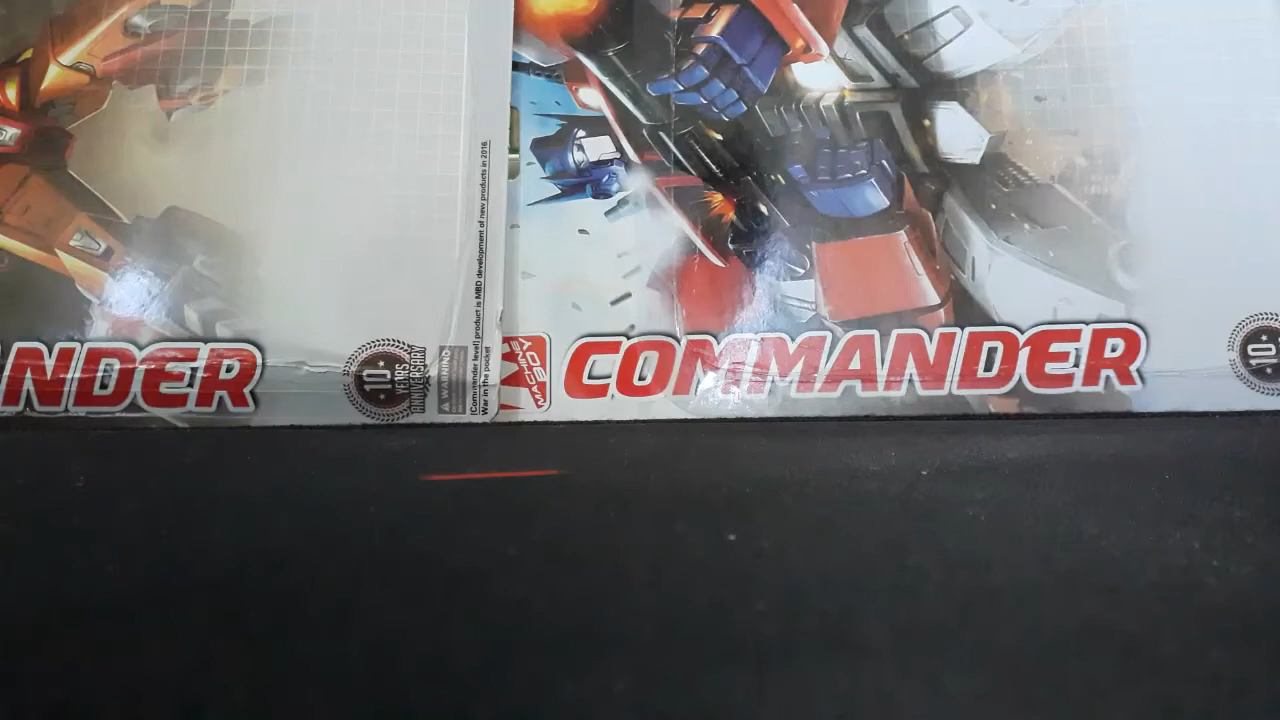 NDER
10
YEARS
ANNIVERSARY
WARNING
[Commander level] product is MBD development of new products in 2016.
War in the pocket
MACHINE
BOY
COMMANDER
10